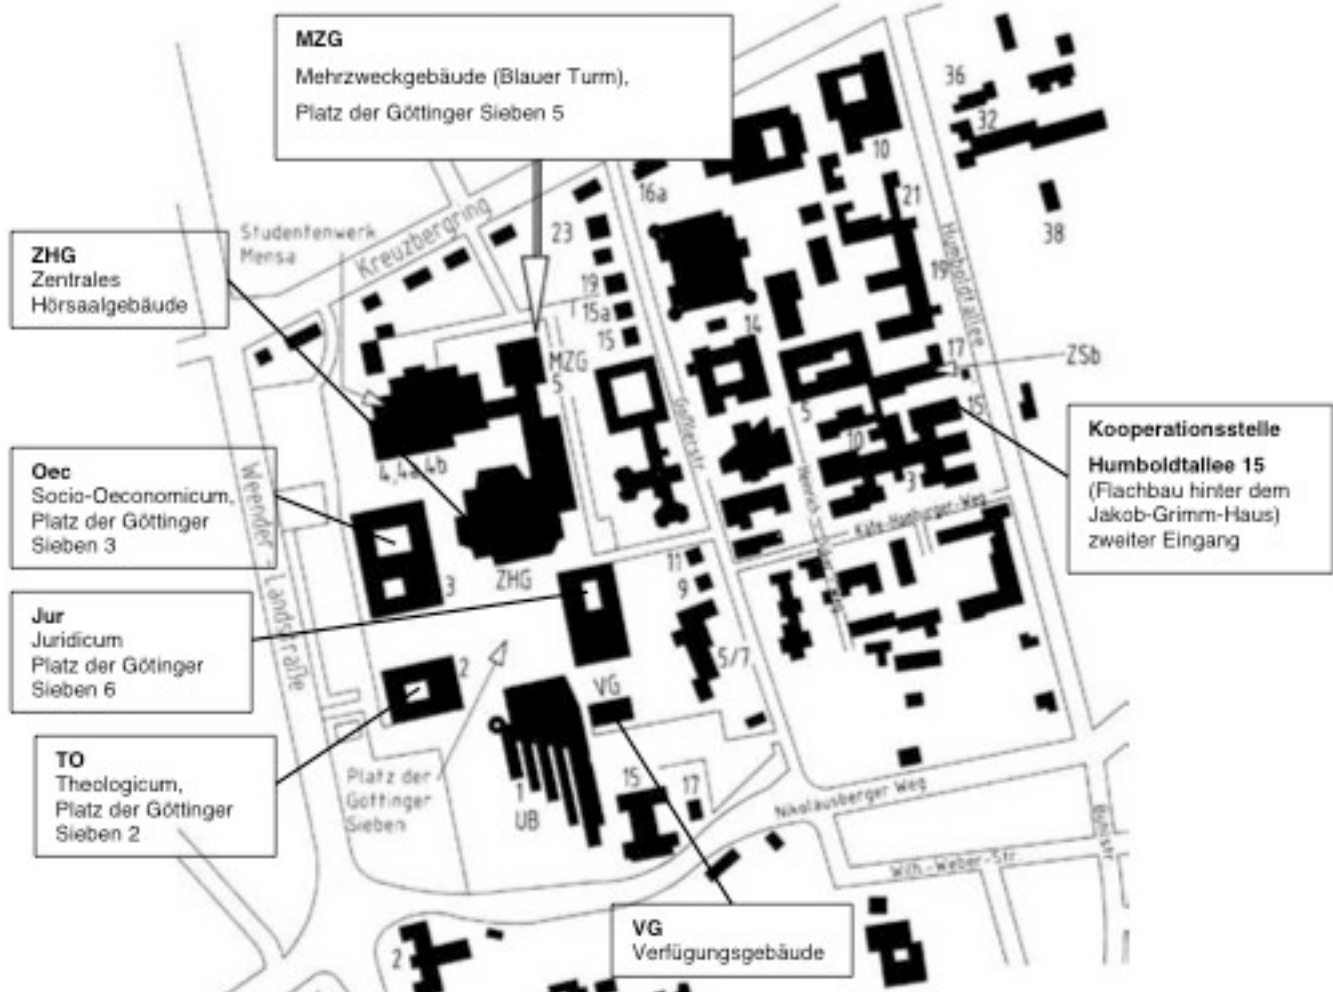 MZG
Mehrzweckgebäude (Blauer Turm),
Platz der Göttinger Sieben 5
36
32
10
16a
21
38
Studentenwerk
Mensa
Kreuzbergring
23
ZHG
Zentrales
Hörsaalgebäude
19
15a
15
19
Humboldtallee
14
MZG
5
17
ZSb
Goßlerstr
5
15
10
3
4,4a,4b
Kooperationsstelle
Humboldtallee 15
(Flachbau hinter dem
Jakob-Grimm-Haus)
zweiter Eingang
Oec
Socio-Oeconomicum,
Platz der Göttinger
Sieben 3
Weender Landstraße
Heinrich
Käte-Hamburger-Weg
ZHG
3
11
9
Jur
Juridicum
Platz der Götinger
Sieben 6
2
5/7
VG
TO
Theologicum,
Platz der Göttinger
Sieben 2
Platz der
Gottinger
Sieben
1
UB
15
17
Nikolausberger Weg
Wilh.-Weber-Str
VG
Verfügungsgebäude
2